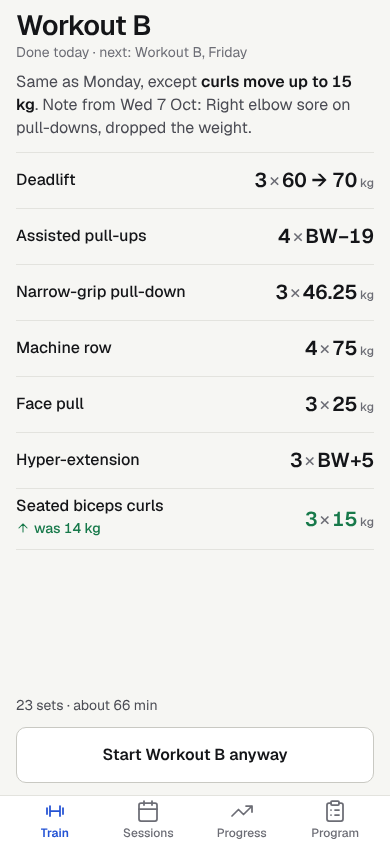 Workout B
Done today · next: Workout B, Friday
Same as Monday, except curls move up to 15
kg. Note from Wed 7 Oct: Right elbow sore on
pull-downs, dropped the weight.
Deadlift 3×60 → 70 kg
Assisted pull-ups 4×BW−19
Narrow-grip pull-down 3×46.25 kg
Machine row 4×75 kg
Face pull 3×25 kg
Hyper-extension 3×BW+5
Seated biceps curls 3×15 kg
↑ was 14 kg
23 sets · about 66 min
Start Workout B anyway
Train Sessions Progress Program